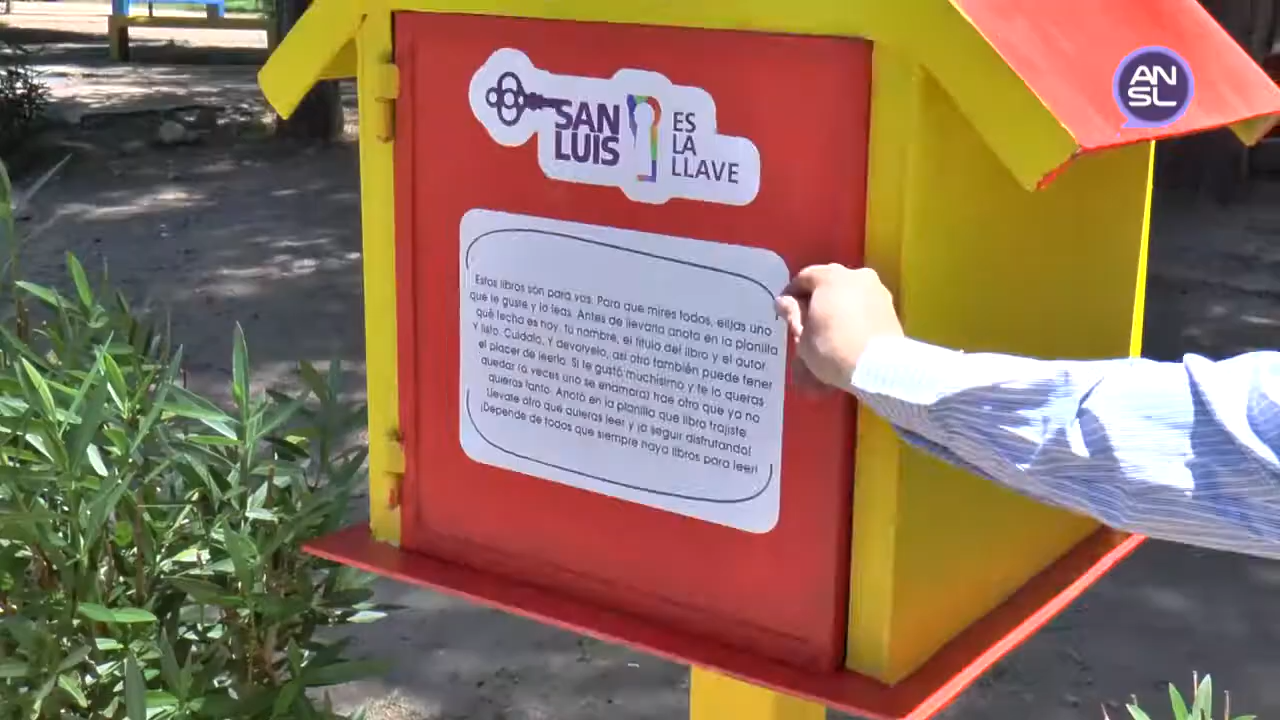 SAN
LUIS
ES
LA
LLAVE
AN
SL
Estos libros son para vos. Para que mires todos, elijas uno
que te guste y lo leas. Antes de llevarlo anota en la planilla
qué fecha es hoy, tu nombre, el título del libro y el autor.
Y listo. Cuidalo, y devolvelo, así otro también puede tener
el placer de leerlo. Si te gustó muchísimo y te lo querés
quedar (a veces uno se enamora) trae otro que ya no
quieras tanto. Anotá en la planilla que libro trajiste.
Llevate otro que quieras leer y ¡a seguir disfrutando!
¡Depende de todos que siempre haya libros para leer!